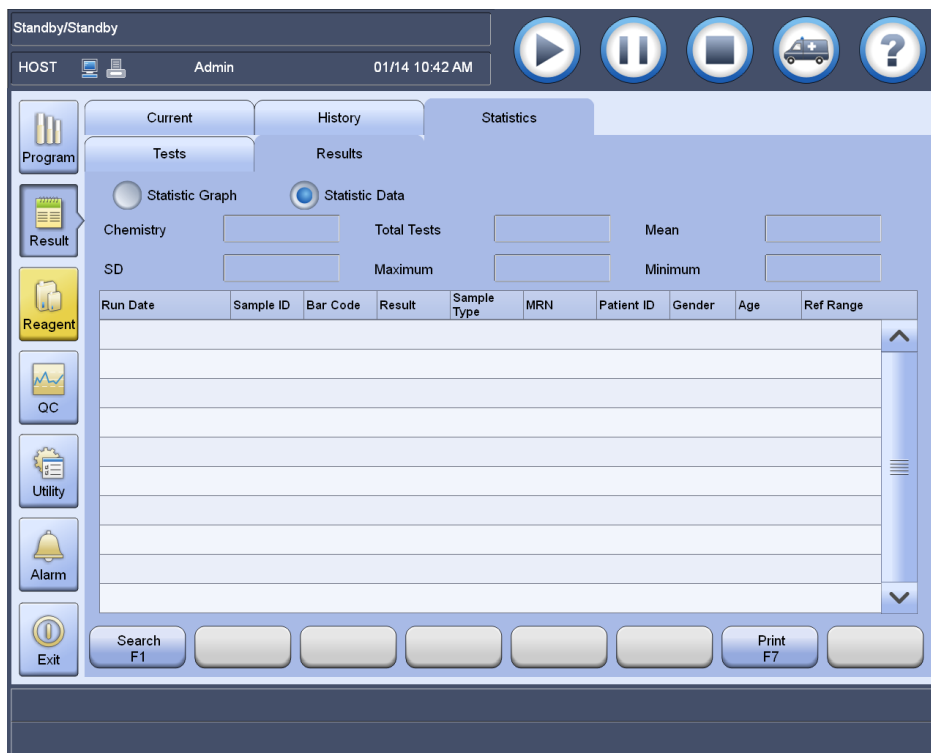 Standby/Standby
HOST Admin 01/14 10:42 AM
?
Current History Statistics
Tests Results
Statistic Graph Statistic Data
Chemistry Total Tests Mean
SD Maximum Minimum
Run Date Sample ID Bar Code Result Sample Type MRN Patient ID Gender Age Ref Range
Program
Result
Reagent
QC
Utility
Alarm
Exit
Search
F1
Print
F7